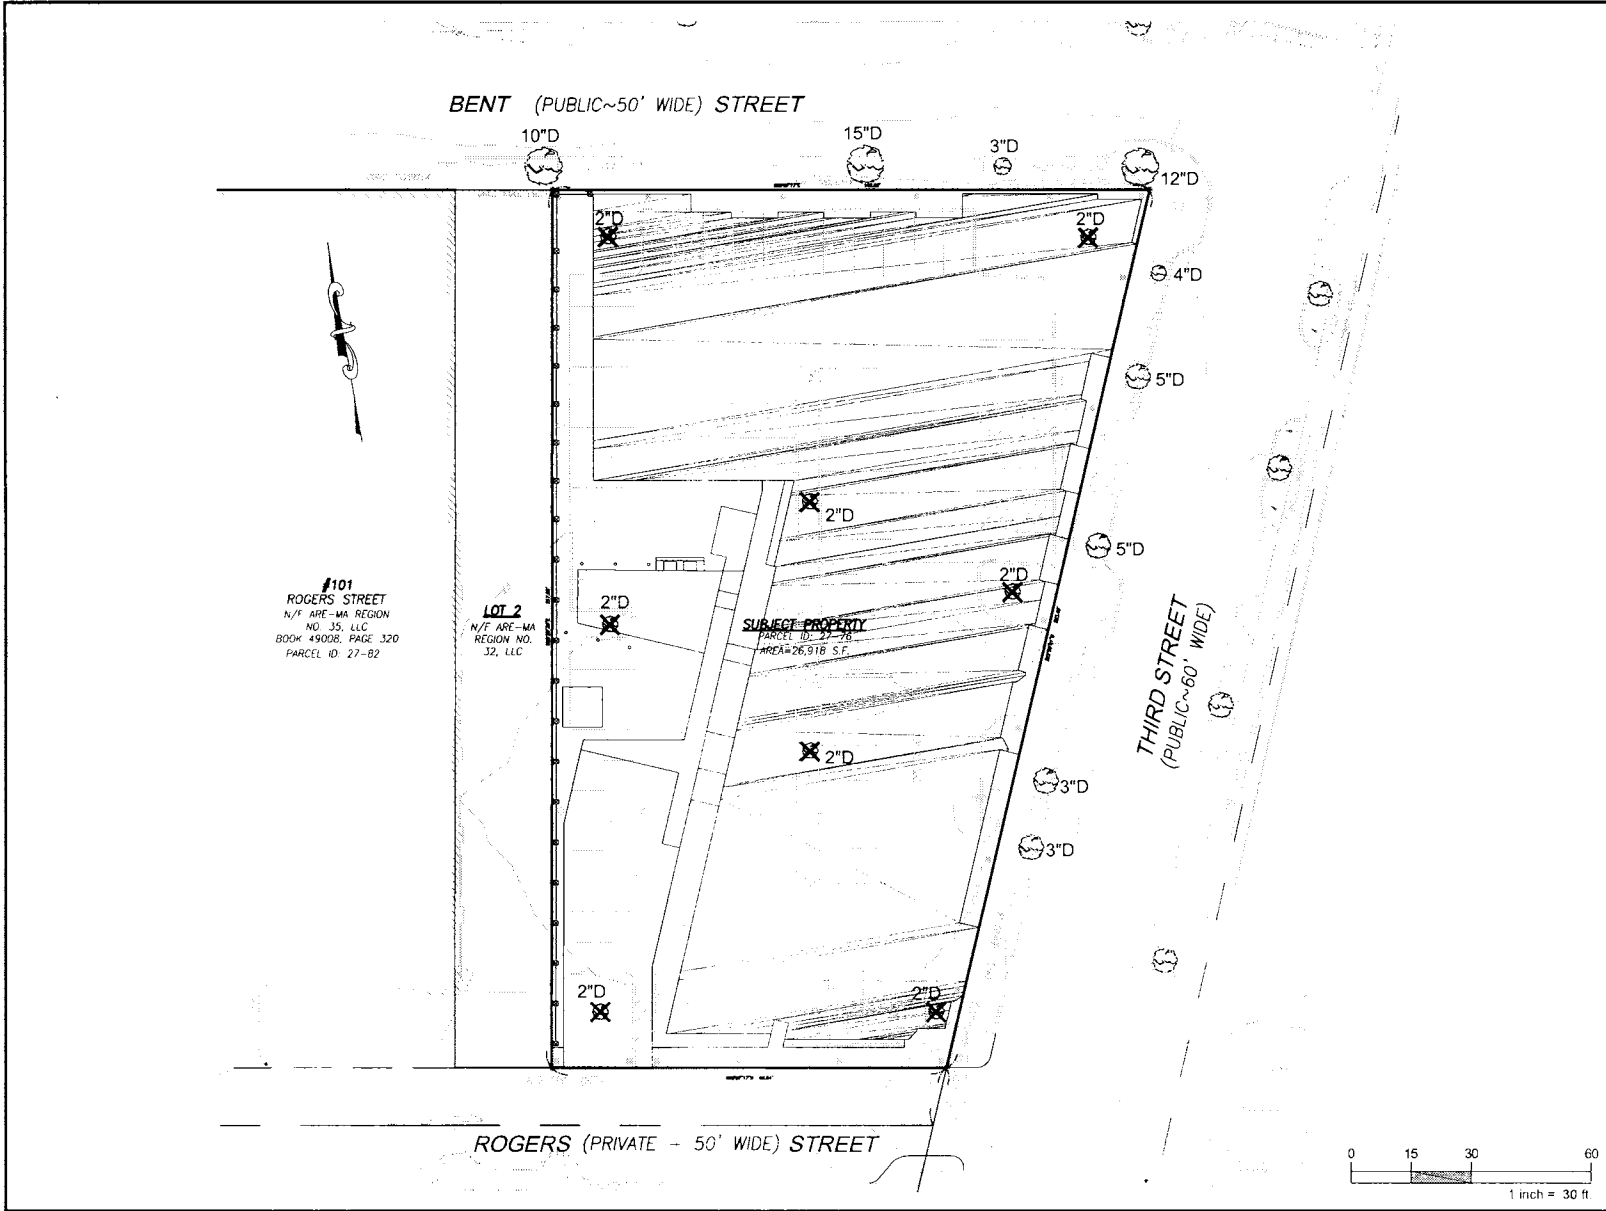 BENT (PUBLIC~50' WIDE) STREET
10"D
15"D
3"D
12"D
2"D
2"D
4"D
5"D
2"D
5"D
2"D
2"D
#101
ROGERS STREET
N/F ARE-MA REGION
NO. 35, LLC
BOOK 49008, PAGE 320
PARCEL ID: 27-82
LOT 2
N/F ARE-MA
REGION NO.
32, LLC
SUBJECT PROPERTY
PARCEL ID: 27-76
AREA=26,918 S.F.
THIRD STREET
(PUBLIC~60' WIDE)
2"D
3"D
3"D
2"D
2"D
ROGERS (PRIVATE - 50' WIDE) STREET
0 15 30 60
1 inch = 30 ft.